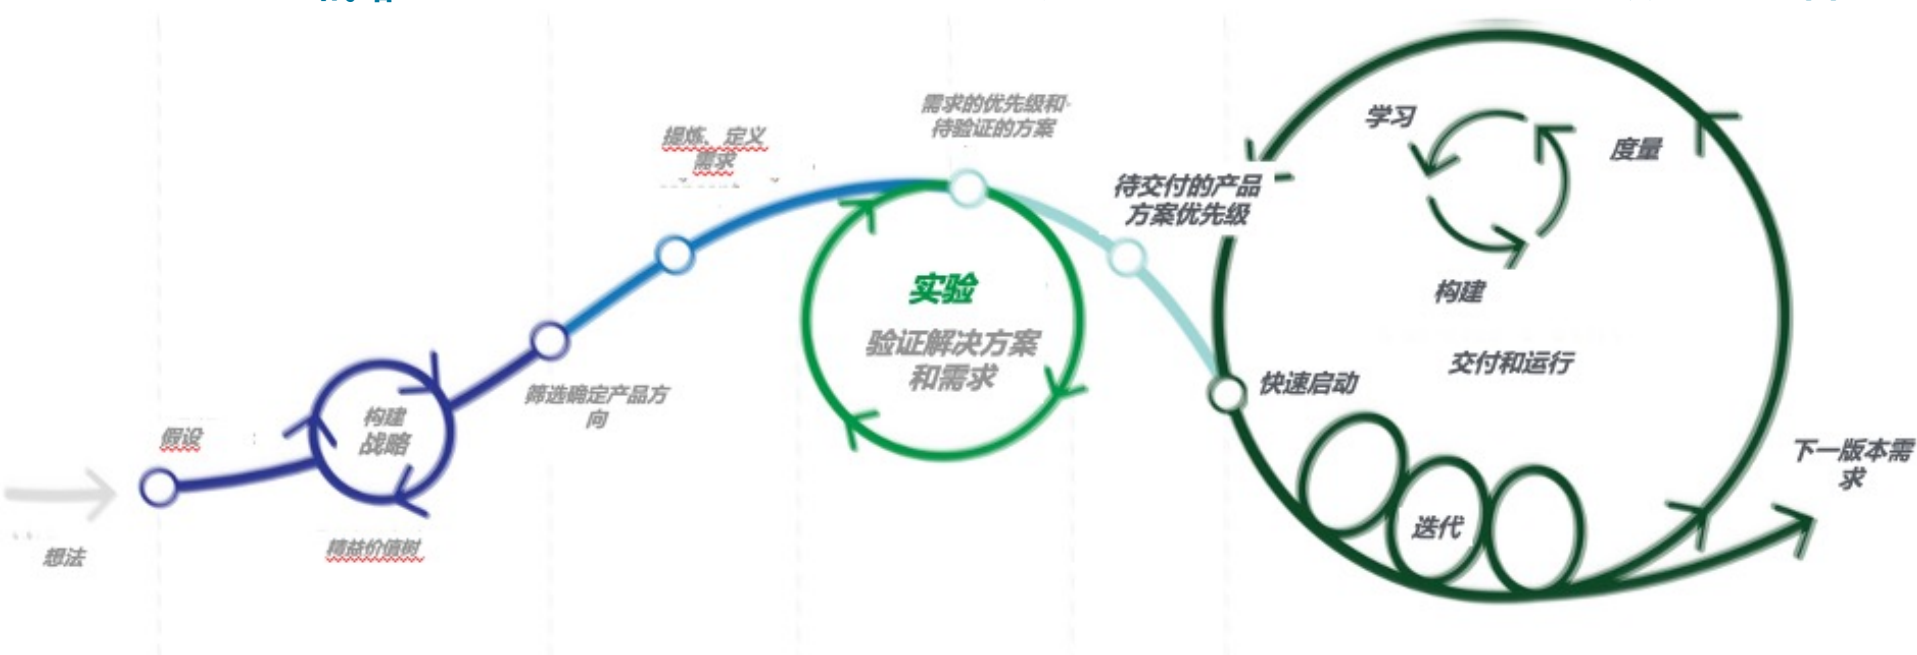 想法
假设
构建
战略
精益价值树
筛选确定产品方
向
提炼、定义
需求
实验
验证解决方案
和需求
需求的优先级和
待验证的方案
待交付的产品
方案优先级
快速启动
学习
度量
构建
交付和运行
迭代
下一版本需
求